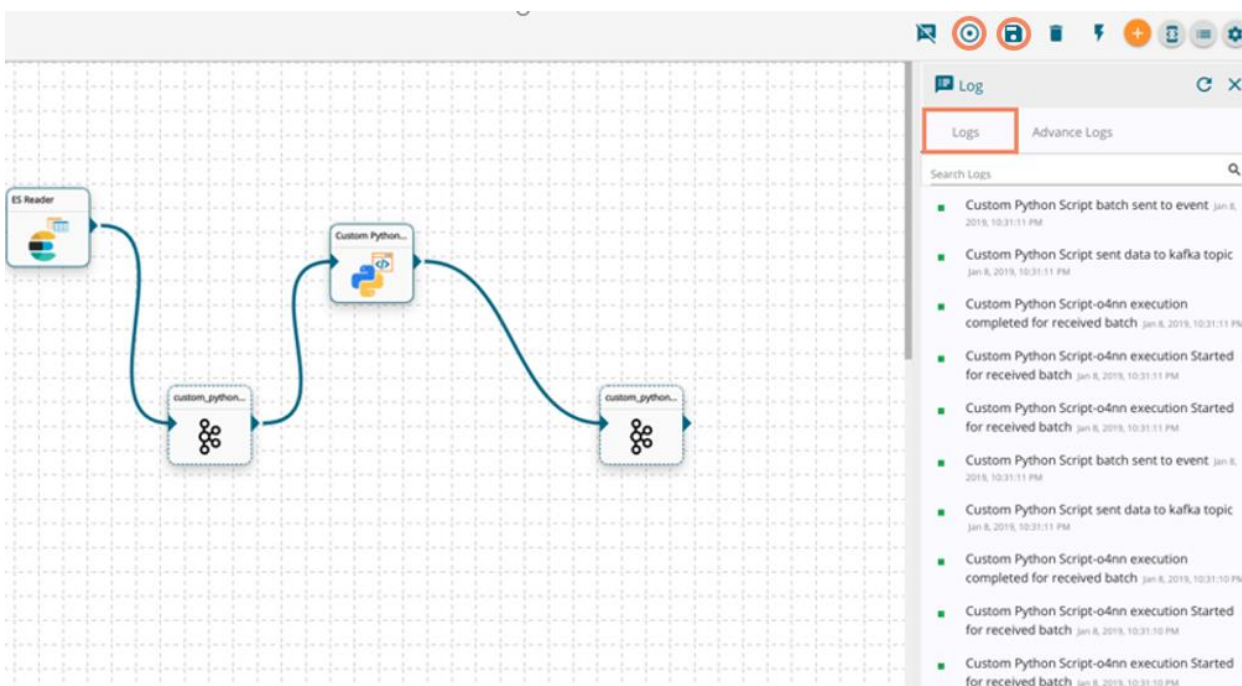 Log
Logs Advance Logs
Search Logs
ES Reader
Custom Python...
custom_python...
custom_python...
Custom Python Script batch sent to event Jan 8,
2019, 10:31:11 PM
Custom Python Script sent data to kafka topic
Jan 8, 2019, 10:31:11 PM
Custom Python Script-o4nn execution
completed for received batch Jan 8, 2019, 10:31:11 PM
Custom Python Script-o4nn execution Started
for received batch Jan 8, 2019, 10:31:11 PM
Custom Python Script-o4nn execution Started
for received batch Jan 8, 2019, 10:31:11 PM
Custom Python Script batch sent to event Jan 8,
2019, 10:31:11 PM
Custom Python Script sent data to kafka topic
Jan 8, 2019, 10:31:11 PM
Custom Python Script-o4nn execution
completed for received batch Jan 8, 2019, 10:31:10 PM
Custom Python Script-o4nn execution Started
for received batch Jan 8, 2019, 10:31:10 PM
Custom Python Script-o4nn execution Started
for received batch Jan 8, 2019, 10:31:10 PM